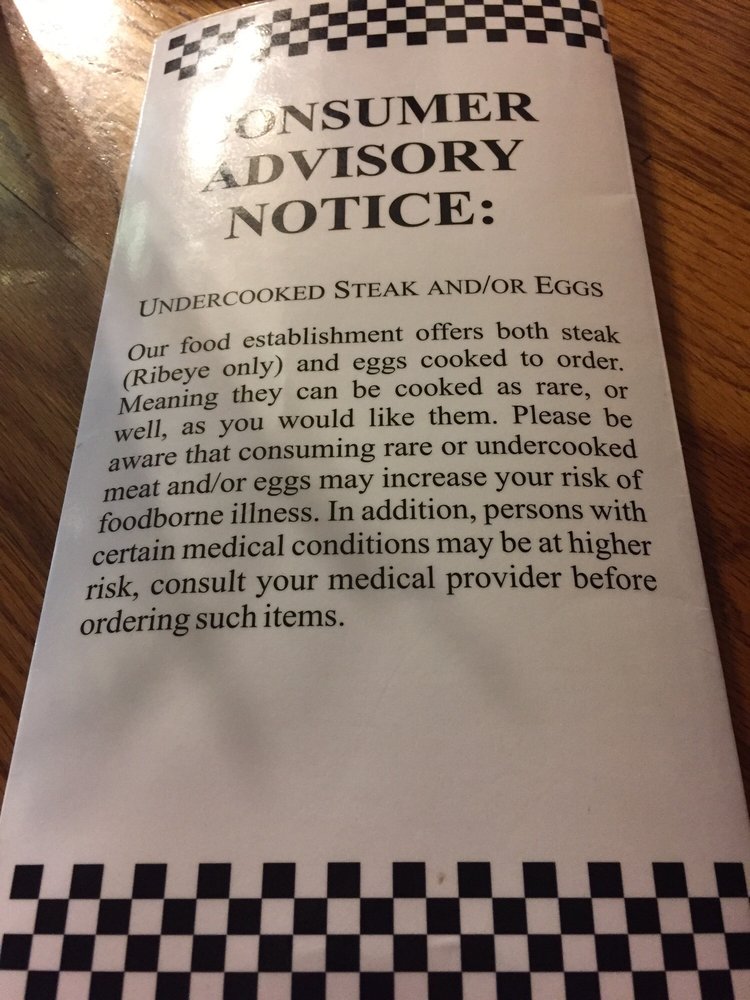 CONSUMER
ADVISORY
NOTICE:
UNDERCOOKED STEAK AND/OR EGGS
Our food establishment offers both steak
(Ribeye only) and eggs cooked to order.
Meaning they can be cooked as rare, or
well, as you would like them. Please be
aware that consuming rare or undercooked
meat and/or eggs may increase your risk of
foodborne illness. In addition, persons with
certain medical conditions may be at higher
risk, consult your medical provider before
ordering such items.